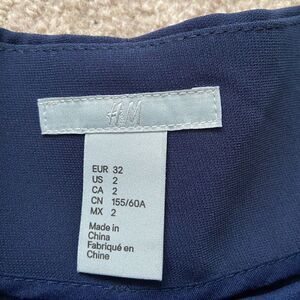 H&M
EUR 32
US 2
CA 2
CN 155/60A
MX 2
Made in
China
Fabriqué en
Chine